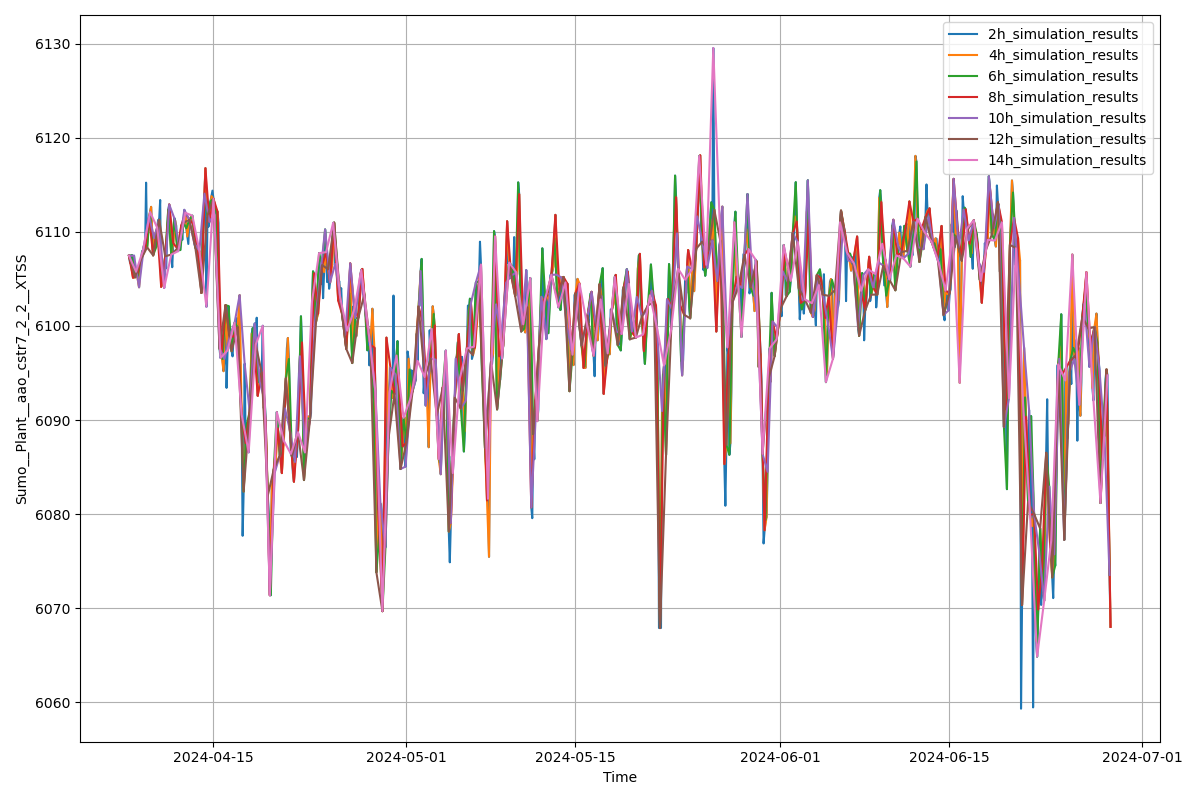 6130
6120
6110
6100
6090
6080
6070
6060
Sumo__Plant__aao_cstr7_2_2__XTSS
2h_simulation_results
4h_simulation_results
6h_simulation_results
8h_simulation_results
10h_simulation_results
12h_simulation_results
14h_simulation_results
2024-04-15
2024-05-01
2024-05-15
2024-06-01
2024-06-15
2024-07-01
Time